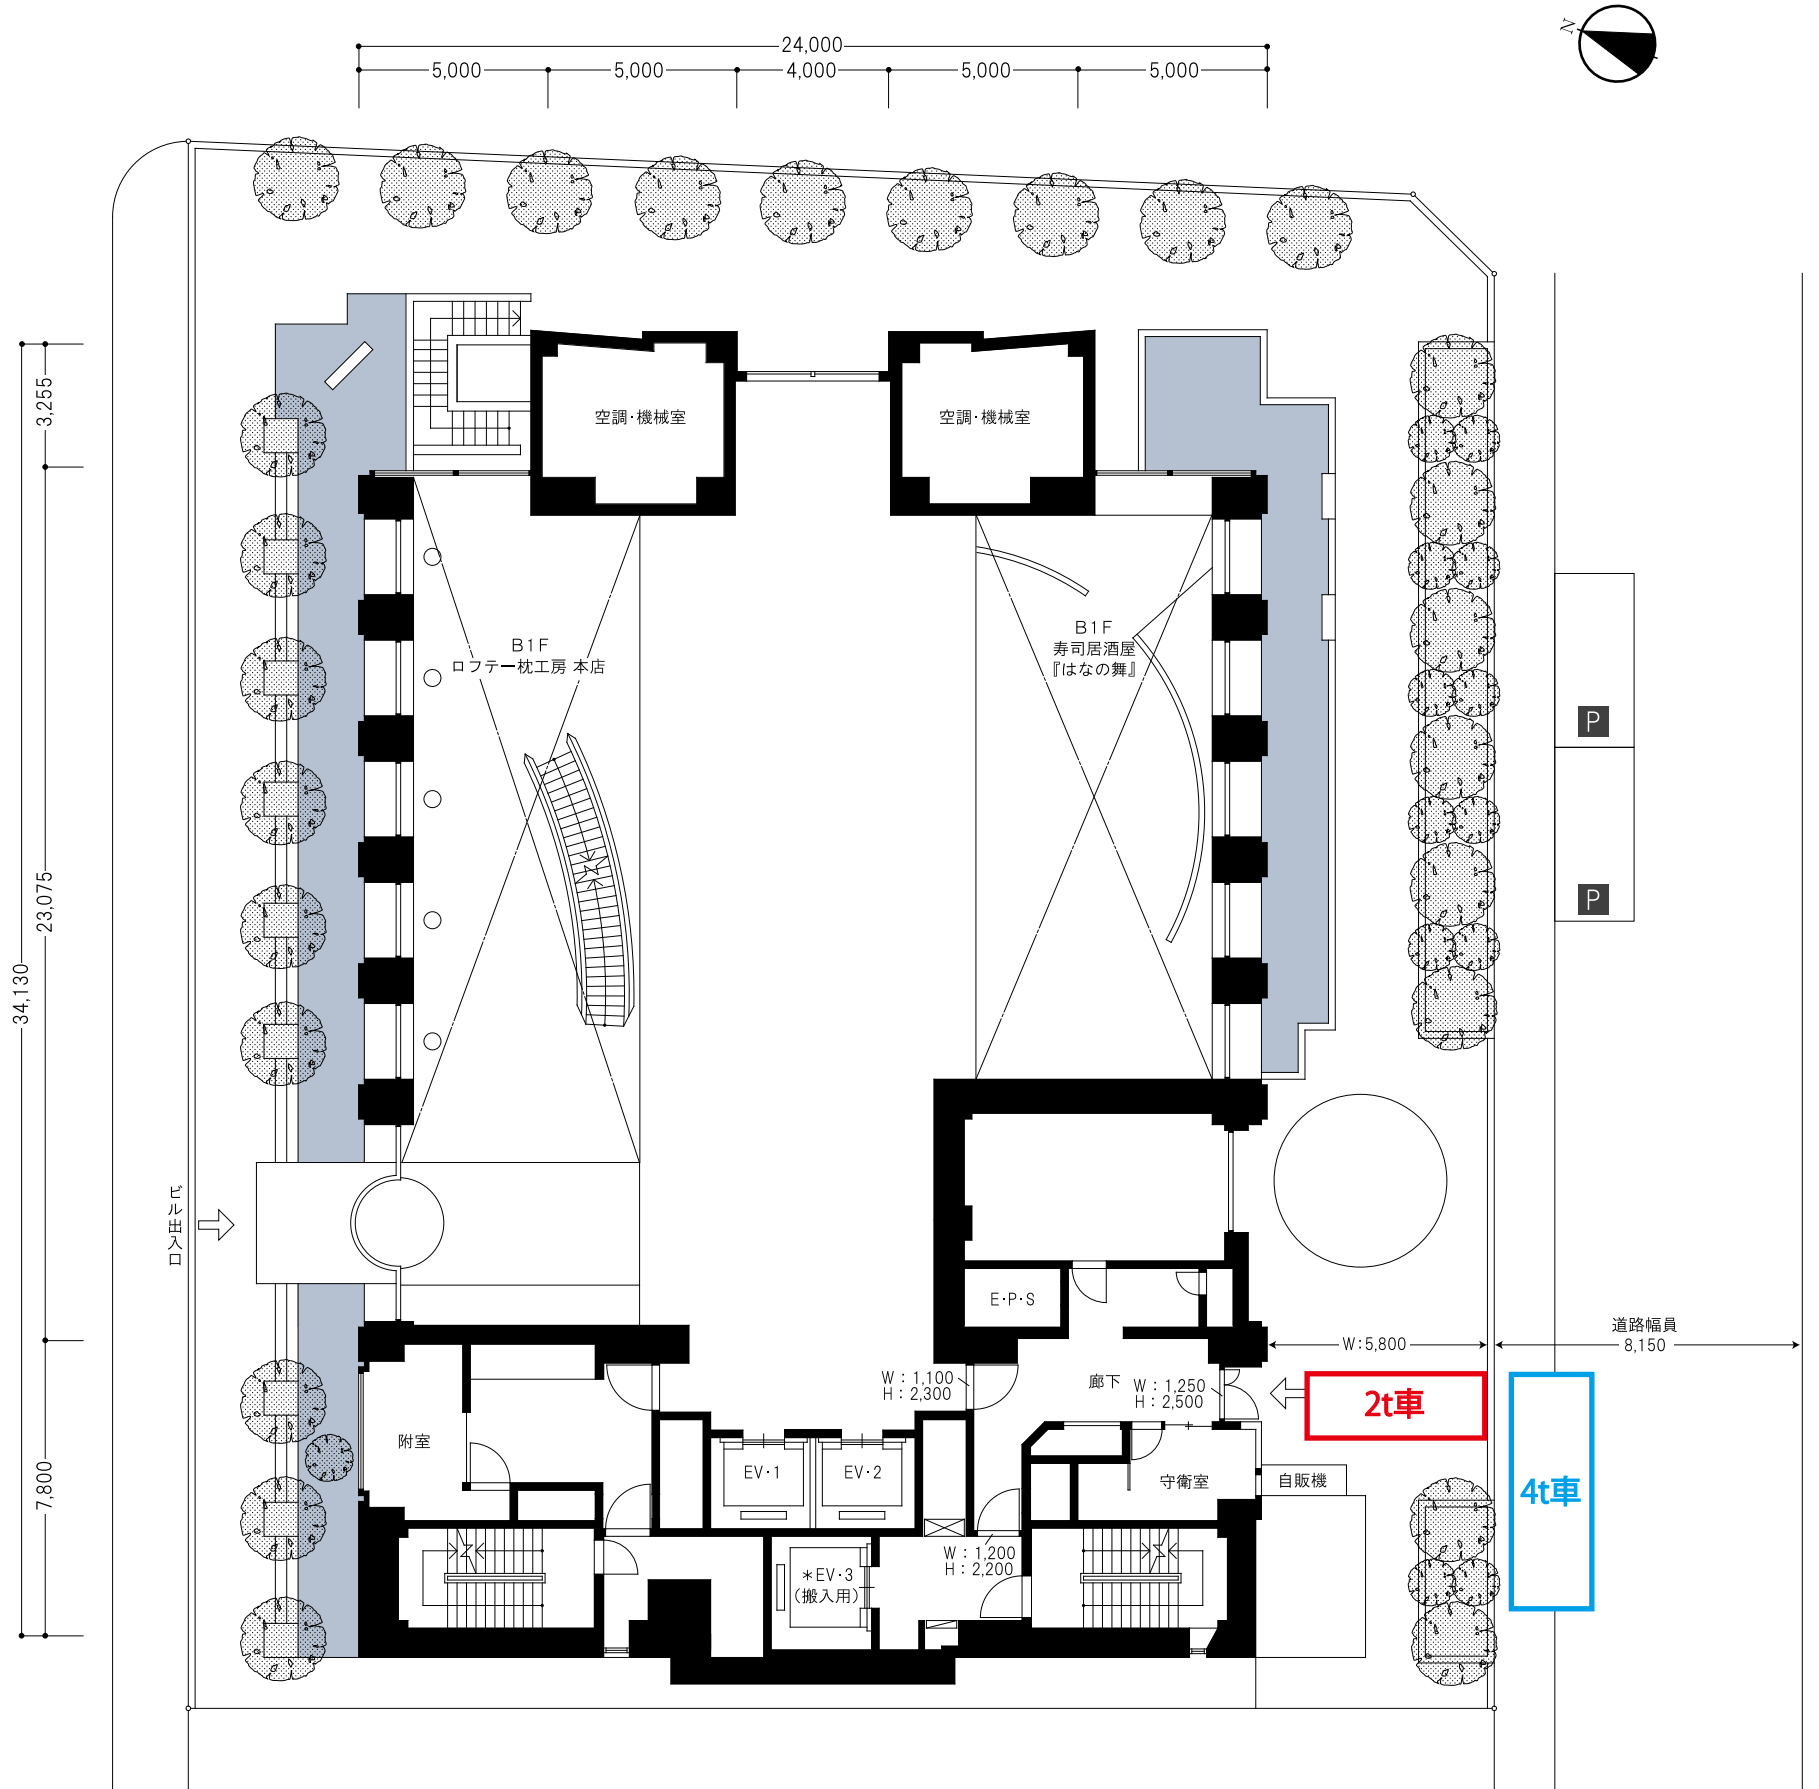 N
24,000
5,000
5,000
4,000
5,000
5,000
3,255
23,075
34,130
7,800
空調・機械室
空調・機械室
B1F
ロフテー枕工房 本店
B1F
寿司居酒屋
『はなの舞』
P
P
ビル出入口
E・P・S
道路幅員
8,150
W:5,800
W：1,100
H：2,300
廊下
W：1,250
H：2,500
2t車
附室
EV・1
EV・2
守衛室
自販機
4t車
W：1,200
H：2,200
＊EV・3
（搬入用）